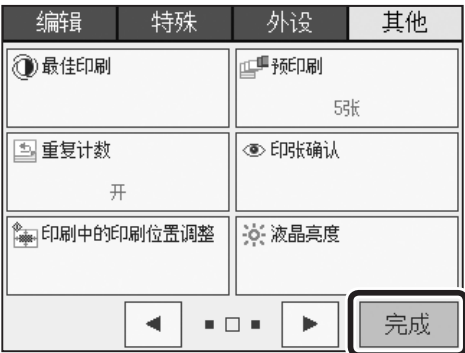 编辑 特殊 外设 其他
最佳印刷 预印刷
5张
重复计数 印张确认
开
印刷中的印刷位置调整 液晶亮度
完成